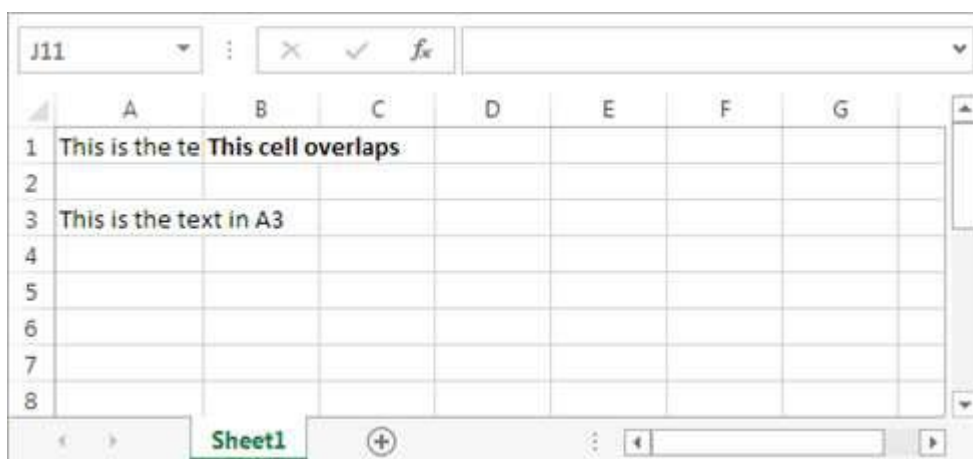 J11 fx
A B C D E F G
1 This is the te This cell overlaps
2
3 This is the text in A3
4
5
6
7
8
Sheet1